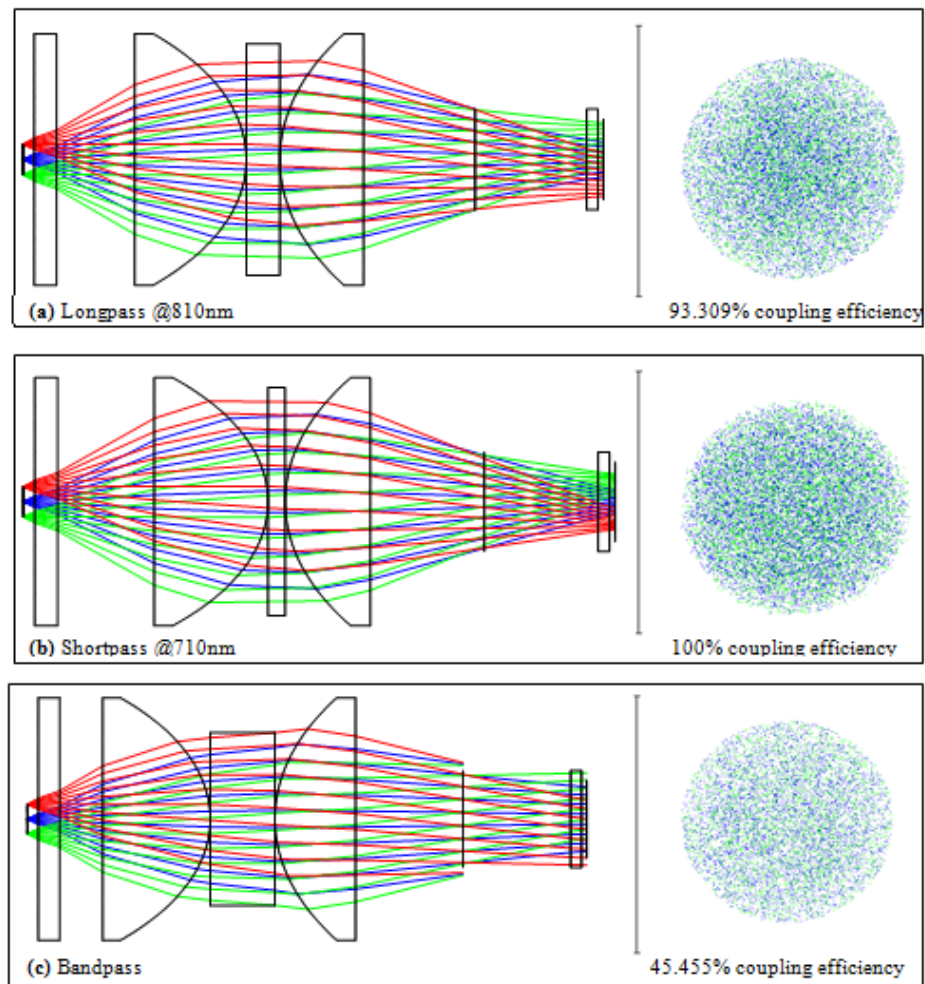 (a) Longpass @810nm
93.309% coupling efficiency
(b) Shortpass @710nm
100% coupling efficiency
(c) Bandpass
45.455% coupling efficiency